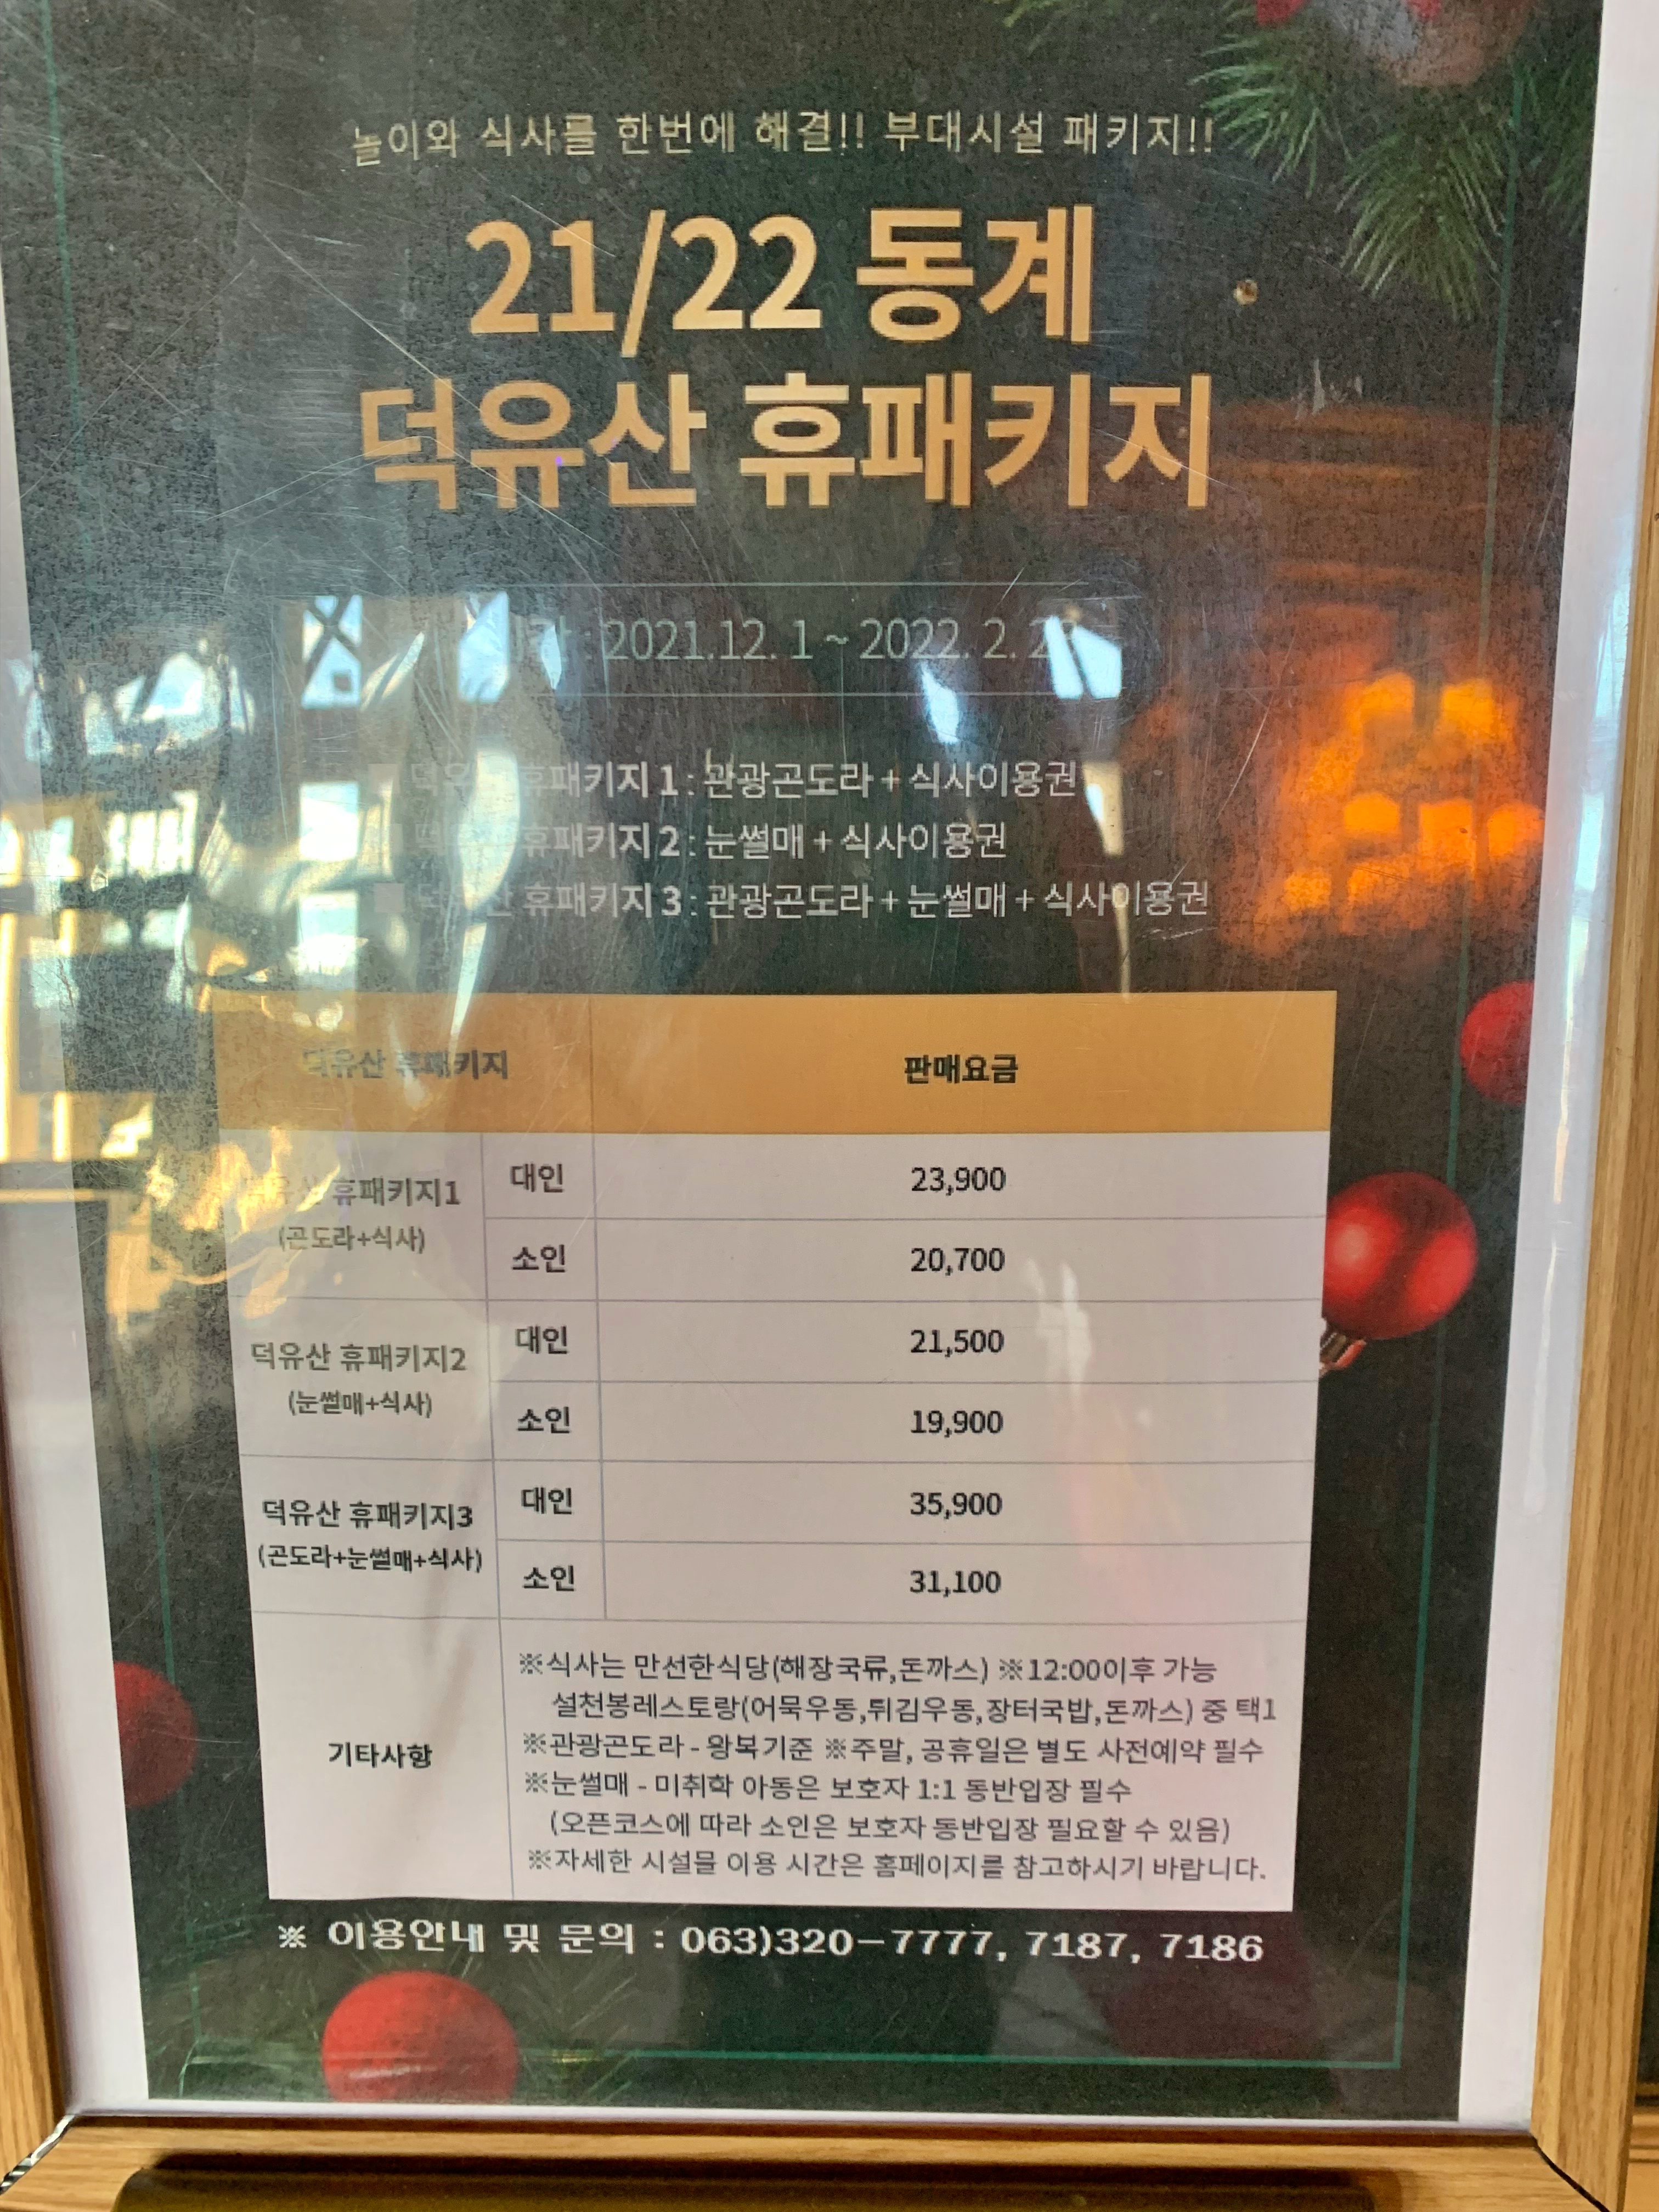 놀이와 식사를 한번에 해결!! 부대시설 패키지!!
21/22 동계
덕유산 휴패키지
: 2021.12. 1 ~ 2022. 2.
휴패키지 1 : 관광곤도라 + 식사이용권
휴패키지 2 : 눈썰매 + 식사이용권
휴패키지 3 : 관광곤도라 + 눈썰매 + 식사이용권
덕유산 휴패키지 판매요금
덕유산 휴패키지1
(곤도라+식사)
대인 23,900
소인 20,700
덕유산 휴패키지2
(눈썰매+식사)
대인 21,500
소인 19,900
덕유산 휴패키지3
(곤도라+눈썰매+식사)
대인 35,900
소인 31,100
기타사항
※식사는 만선한식당(해장국류,돈까스) ※12:00이후 가능
설천봉레스토랑(어묵우동,튀김우동,장터국밥,돈까스) 중 택1
※관광곤도라 - 왕복기준 ※주말, 공휴일은 별도 사전예약 필수
※눈썰매 - 미취학 아동은 보호자 1:1 동반입장 필수
(오픈코스에 따라 소인은 보호자 동반입장 필요할 수 있음)
※자세한 시설물 이용 시간은 홈페이지를 참고하시기 바랍니다.
※ 이용안내 및 문의 : 063)320-7777, 7187, 7186